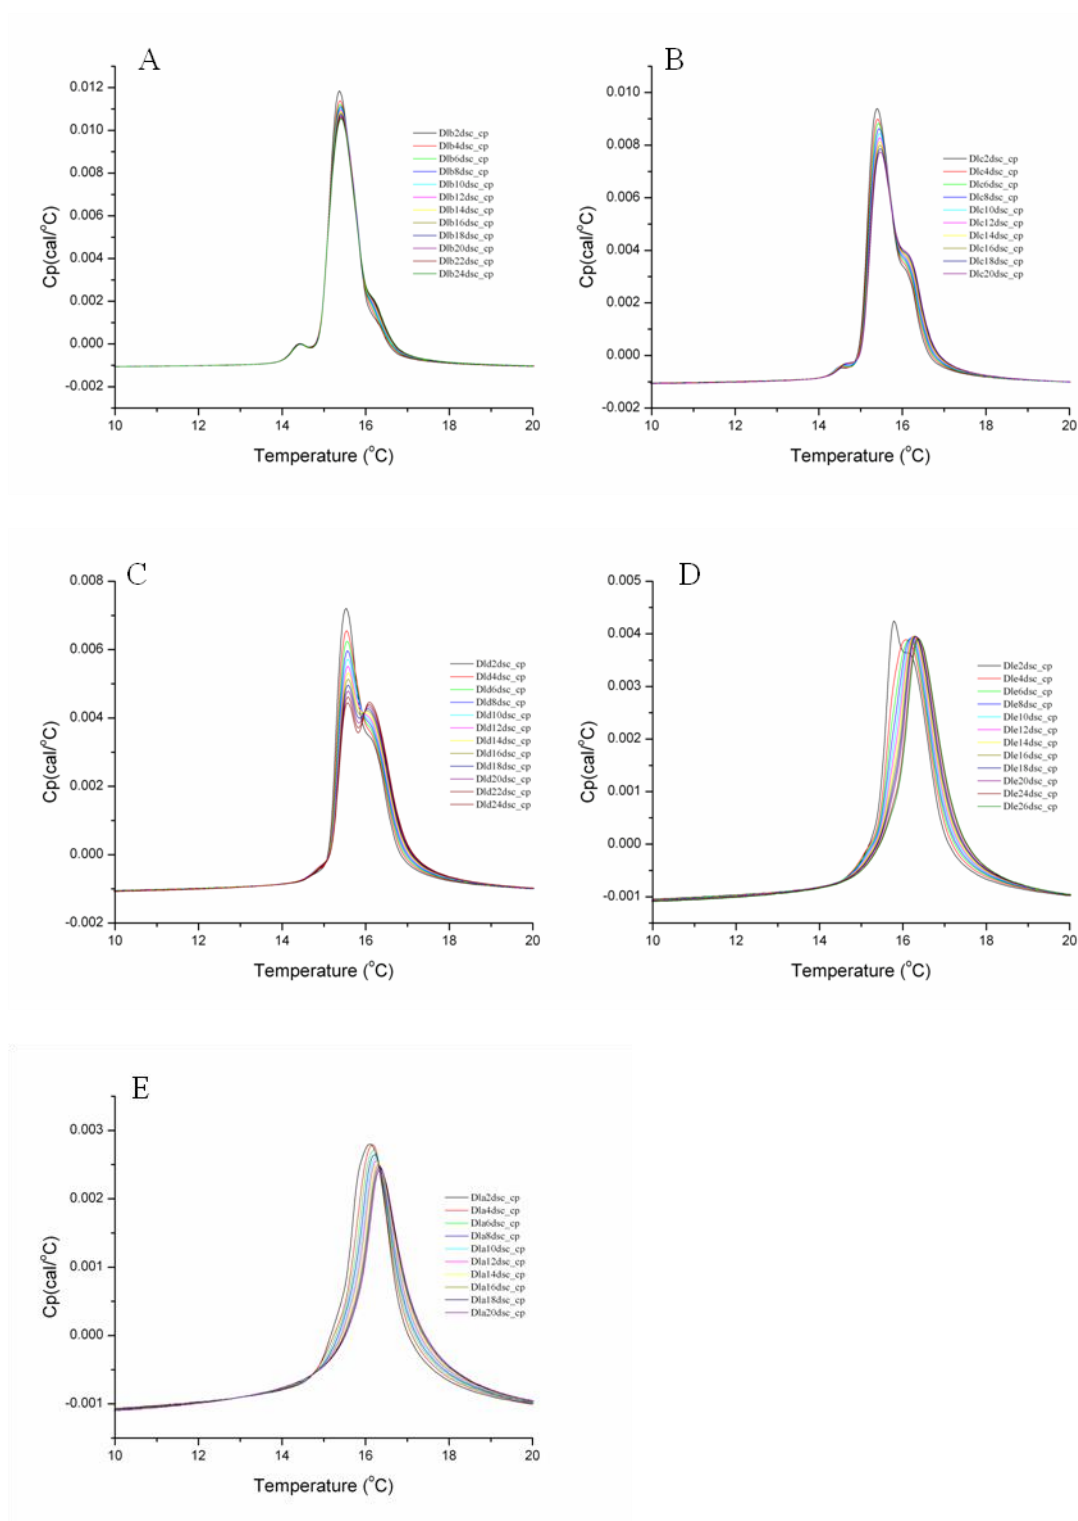 A
Cp(cal/°C)
0.012
0.010
0.008
0.006
0.004
0.002
0.000
-0.002
10 12 14 16 18 20
Temperature (°C)
Dlb2dsc_cp
Dlb4dsc_cp
Dlb6dsc_cp
Dlb8dsc_cp
Dlb10dsc_cp
Dlb12dsc_cp
Dlb14dsc_cp
Dlb16dsc_cp
Dlb18dsc_cp
Dlb20dsc_cp
Dlb22dsc_cp
Dlb24dsc_cp
B
Cp(cal/°C)
0.010
0.008
0.006
0.004
0.002
0.000
-0.002
10 12 14 16 18 20
Temperature (°C)
Dlc2dsc_cp
Dlc4dsc_cp
Dlc6dsc_cp
Dlc8dsc_cp
Dlc10dsc_cp
Dlc12dsc_cp
Dlc14dsc_cp
Dlc16dsc_cp
Dlc18dsc_cp
Dlc20dsc_cp
C
Cp(cal/°C)
0.008
0.006
0.004
0.002
0.000
-0.002
10 12 14 16 18 20
Temperature (°C)
Dld2dsc_cp
Dld4dsc_cp
Dld6dsc_cp
Dld8dsc_cp
Dld10dsc_cp
Dld12dsc_cp
Dld14dsc_cp
Dld16dsc_cp
Dld18dsc_cp
Dld20dsc_cp
Dld22dsc_cp
Dld24dsc_cp
D
Cp(cal/°C)
0.005
0.004
0.003
0.002
0.001
0.000
-0.001
10 12 14 16 18 20
Temperature (°C)
Dle2dsc_cp
Dle4dsc_cp
Dle6dsc_cp
Dle8dsc_cp
Dle10dsc_cp
Dle12dsc_cp
Dle14dsc_cp
Dle16dsc_cp
Dle18dsc_cp
Dle20dsc_cp
Dle24dsc_cp
Dle26dsc_cp
E
Cp(cal/°C)
0.003
0.002
0.001
0.000
-0.001
10 12 14 16 18 20
Temperature (°C)
Dla2dsc_cp
Dla4dsc_cp
Dla6dsc_cp
Dla8dsc_cp
Dla10dsc_cp
Dla12dsc_cp
Dla14dsc_cp
Dla16dsc_cp
Dla18dsc_cp
Dla20dsc_cp